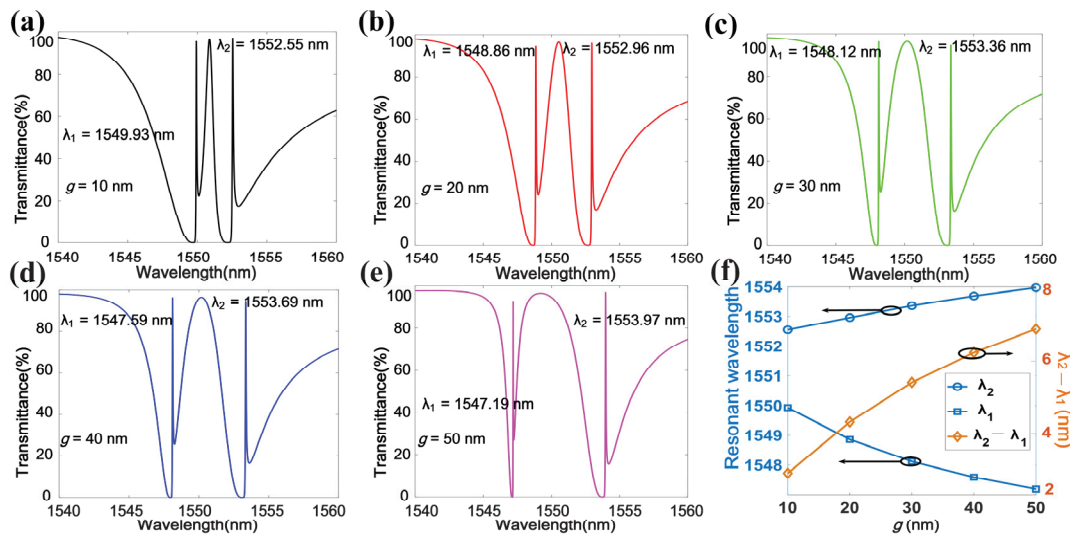 (a)
λ₂ = 1552.55 nm
100
80
60
40
20
0
Transmittance(%)
λ₁ = 1549.93 nm
g = 10 nm
1540
1545
1550
1555
1560
Wavelength(nm)
(b)
λ₁ = 1548.86 nm
λ₂ = 1552.96 nm
100
80
60
40
20
0
Transmittance(%)
g = 20 nm
1540
1545
1550
1555
1560
Wavelength(nm)
(c)
λ₁ = 1548.12 nm
λ₂ = 1553.36 nm
100
80
60
40
20
0
Transmittance(%)
g = 30 nm
1540
1545
1550
1555
1560
Wavelength(nm)
(d)
λ₂ = 1553.69 nm
λ₁ = 1547.59 nm
100
80
60
40
20
0
Transmittance(%)
g = 40 nm
1540
1545
1550
1555
1560
Wavelength(nm)
(e)
λ₂ = 1553.97 nm
100
80
60
40
20
0
Transmittance(%)
λ₁ = 1547.19 nm
g = 50 nm
1540
1545
1550
1555
1560
Wavelength(nm)
(f)
1554
1553
1552
1551
1550
1549
1548
Resonant wavelength
8
6
4
2
λ₂ − λ₁ (nm)
λ₂
λ₁
λ₂ − λ₁
10
20
30
40
50
g (nm)